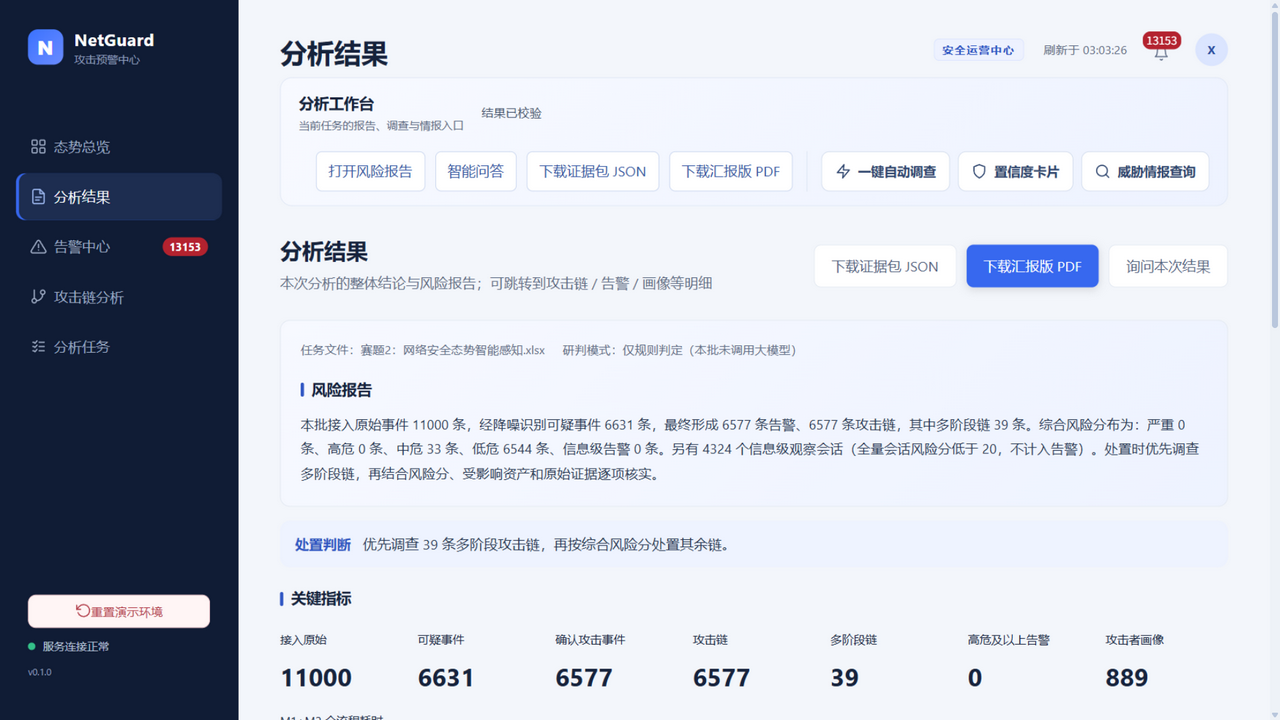 N
NetGuard
攻击预警中心
态势总览
分析结果
告警中心
13153
攻击链分析
分析任务
重置演示环境
服务连接正常
v0.1.0
分析结果
安全运营中心
刷新于 03:03:26
13153
X
分析工作台
当前任务的报告、调查与情报入口
结果已校验
打开风险报告
智能问答
下载证据包 JSON
下载汇报版 PDF
一键自动调查
置信度卡片
威胁情报查询
分析结果
本次分析的整体结论与风险报告；可跳转到攻击链 / 告警 / 画像等明细
下载证据包 JSON
下载汇报版 PDF
询问本次结果
任务文件：赛题2：网络安全态势智能感知.xlsx
研判模式：仅规则判定（本批未调用大模型）
风险报告
本批接入原始事件 11000 条，经降噪识别可疑事件 6631 条，最终形成 6577 条告警、6577 条攻击链，其中多阶段链 39 条。综合风险分布为：严重 0
条、高危 0 条、中危 33 条、低危 6544 条、信息级告警 0 条。另有 4324 个信息级观察会话（全量会话风险分低于 20，不计入告警）。处置时优先调查
多阶段链，再结合风险分、受影响资产和原始证据逐项核实。
处置判断 优先调查 39 条多阶段攻击链，再按综合风险分处置其余链。
关键指标
接入原始
可疑事件
确认攻击事件
攻击链
多阶段链
高危及以上告警
攻击者画像
11000
6631
6577
6577
39
0
889